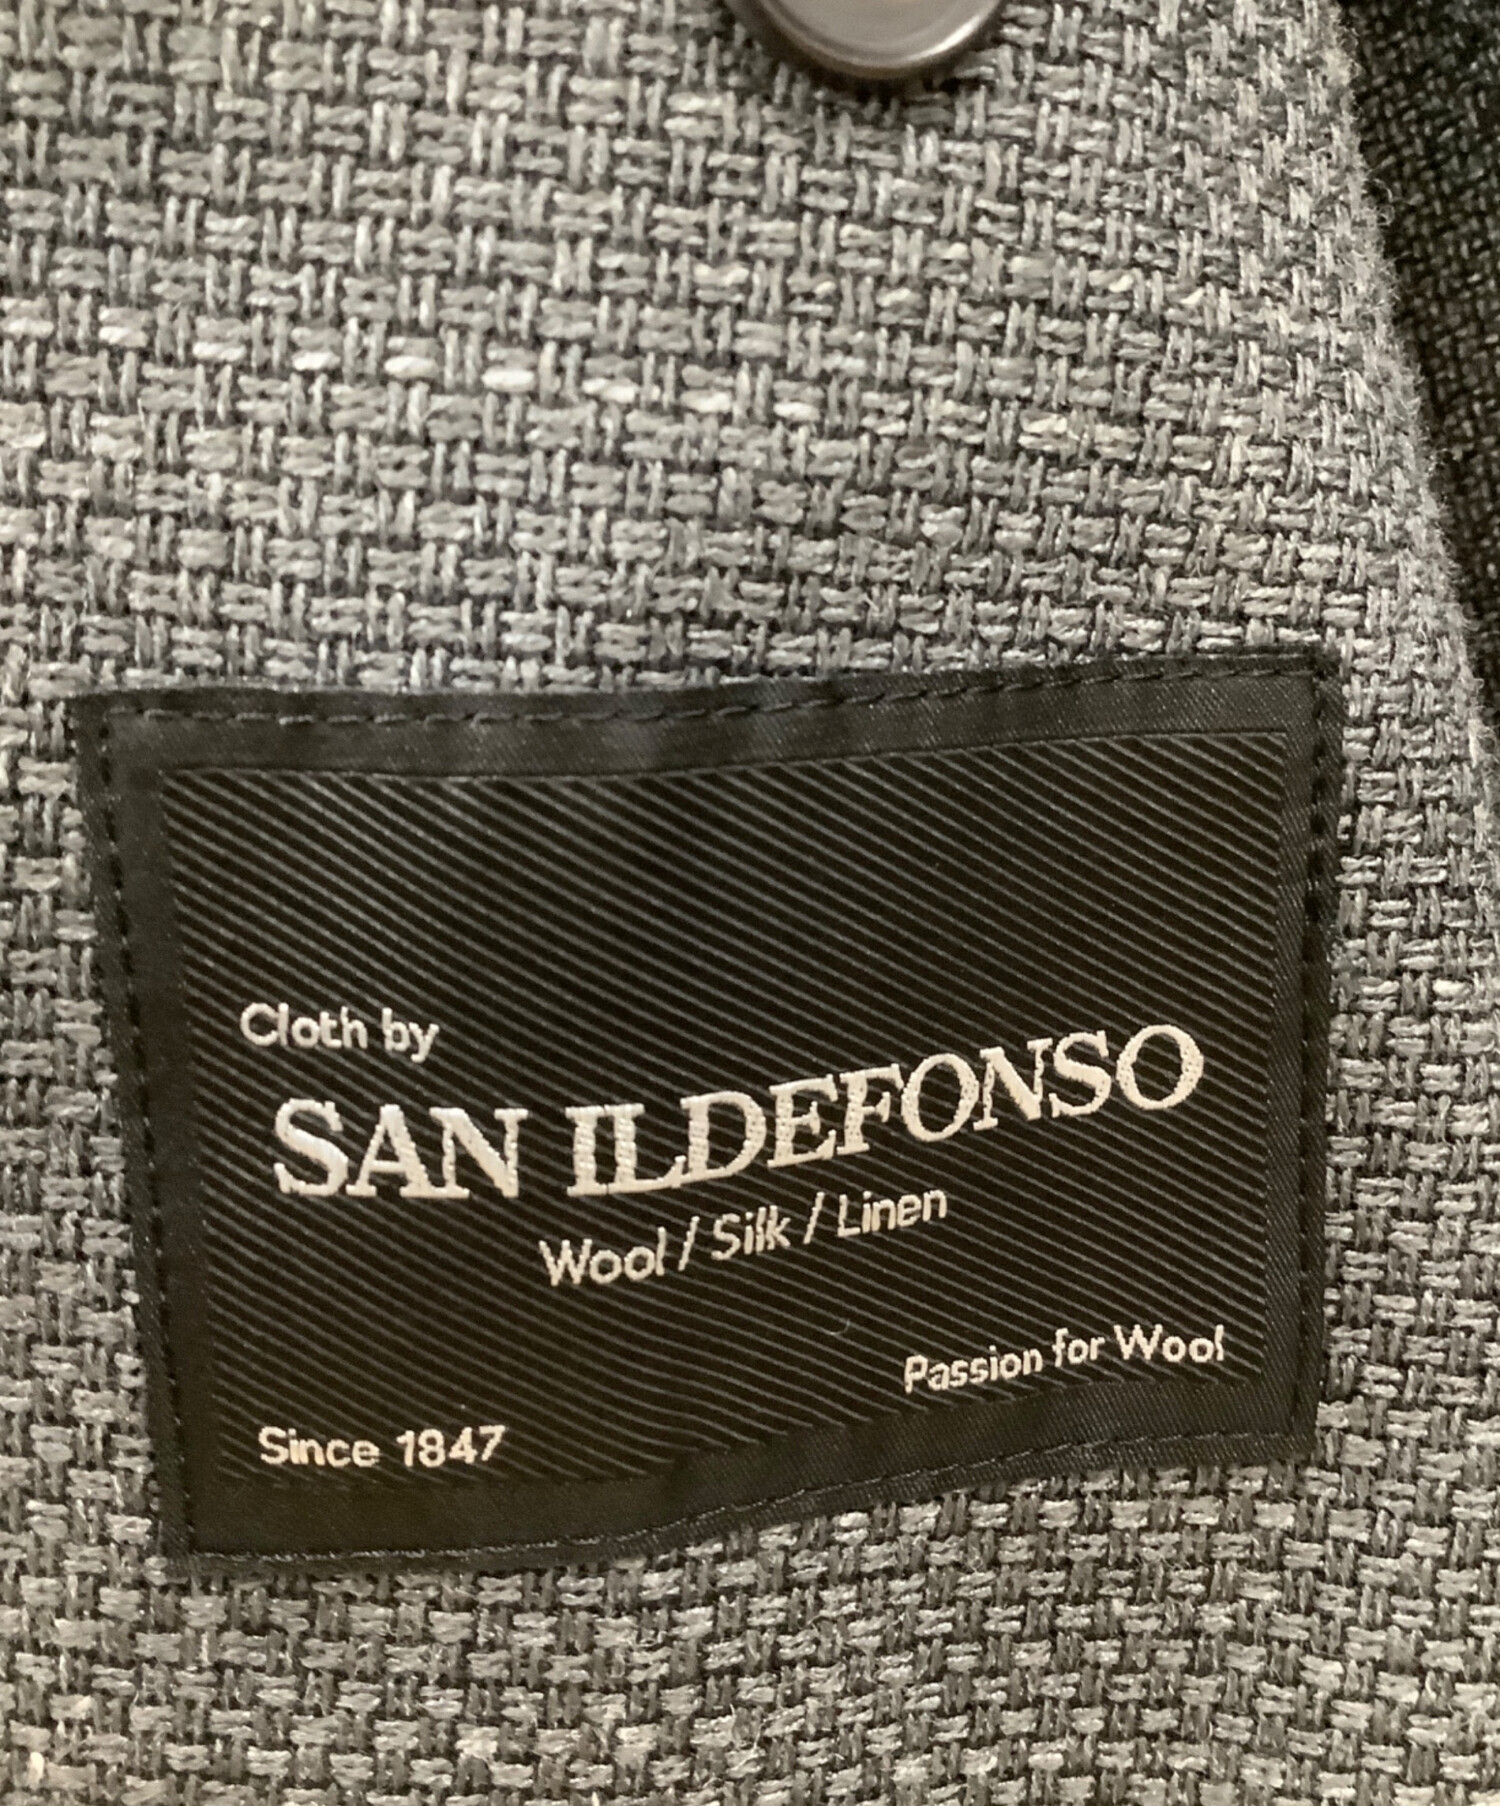 Cloth by
SAN ILDEFONSO
Wool / Silk / Linen
Passion for Wool
Since 1847